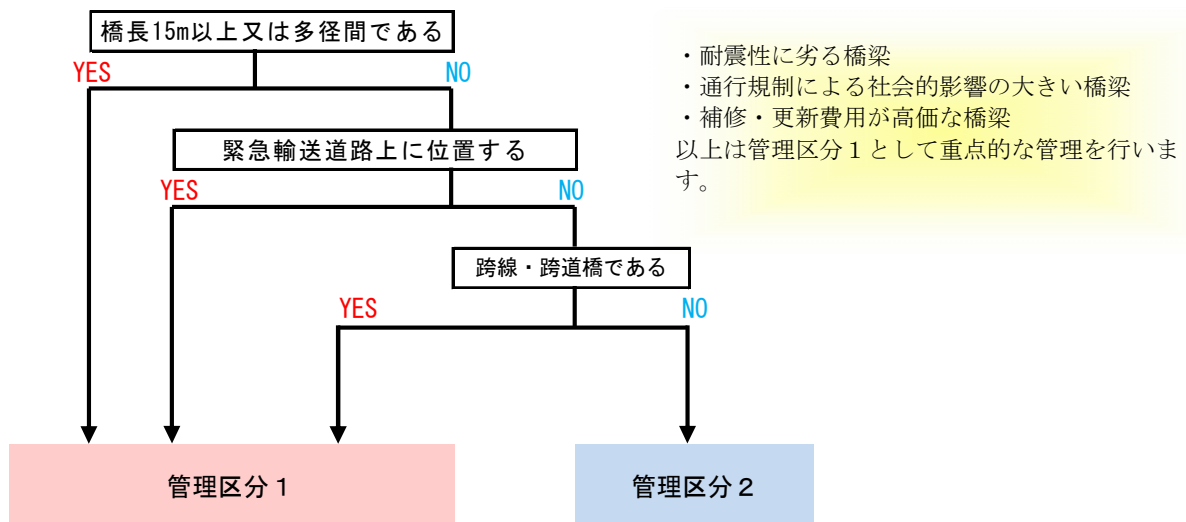 橋長15m以上又は多径間である
YES
NO
・耐震性に劣る橋梁
・通行規制による社会的影響の大きい橋梁
・補修・更新費用が高価な橋梁
以上は管理区分１として重点的な管理を行いま
す。
緊急輸送道路上に位置する
YES
NO
跨線・跨道橋である
YES
NO
管理区分１
管理区分２